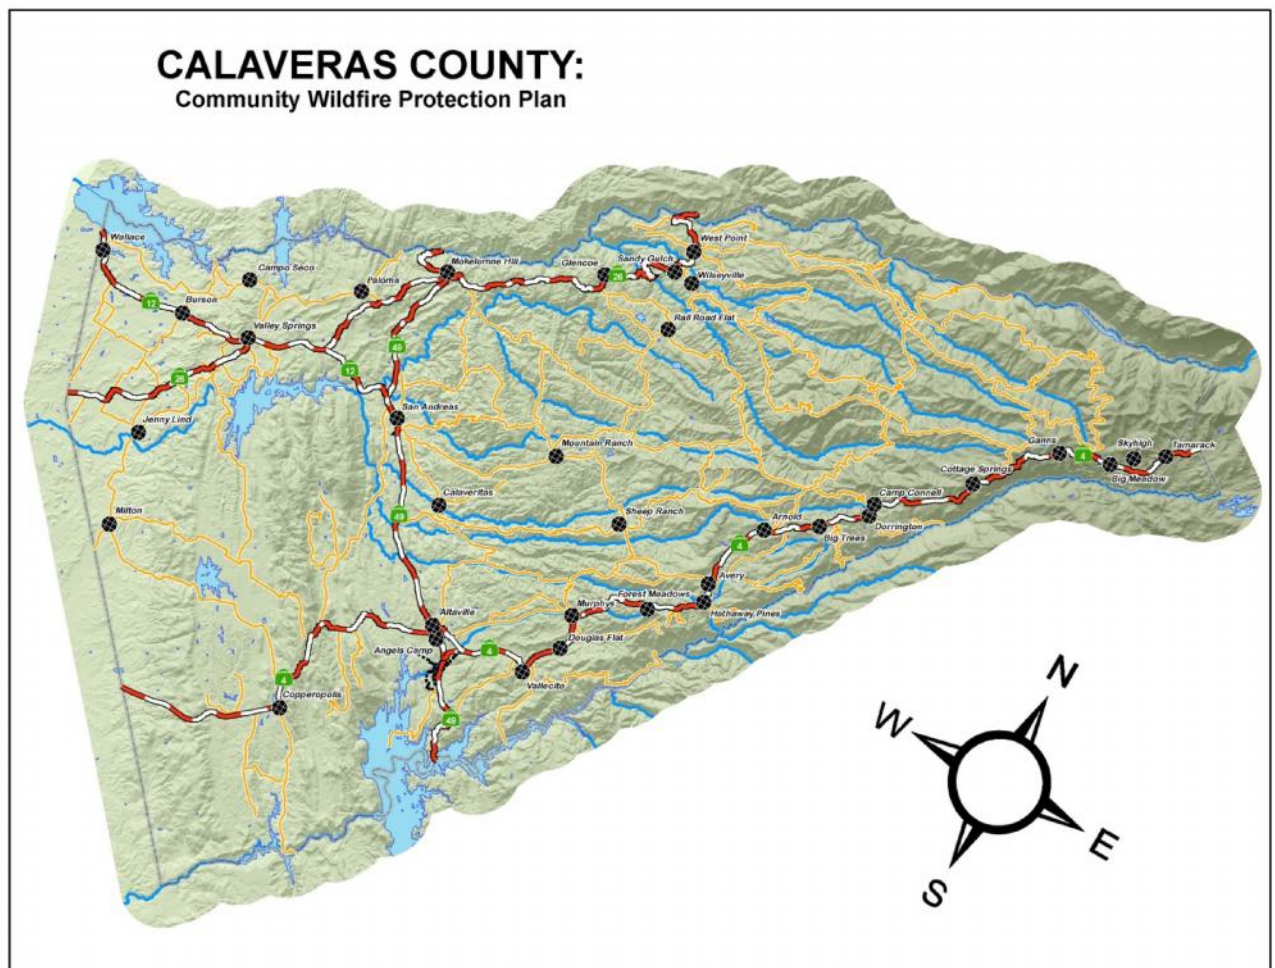 CALAVERAS COUNTY:
Community Wildfire Protection Plan
Wallace
Campo Seco
Paloma
Mokelumne Hill
Glencoe
Sandy Gulch
West Point
Wilseyville
26
12
Burson
Valley Springs
Rail Road Flat
49
12
26
Jenny Lind
San Andreas
Mountain Ranch
Ganns
Skyhigh
Tamarack
4
Big Meadow
Cottage Springs
Calaveritas
Camp Connell
Milton
49
Sheep Ranch
Arnold
Dorrington
Big Trees
4
Avery
Forest Meadows
Murphys
Hathaway Pines
Altaville
Douglas Flat
Angels Camp
4
4
Vallecito
Copperopolis
49
N
W
E
S